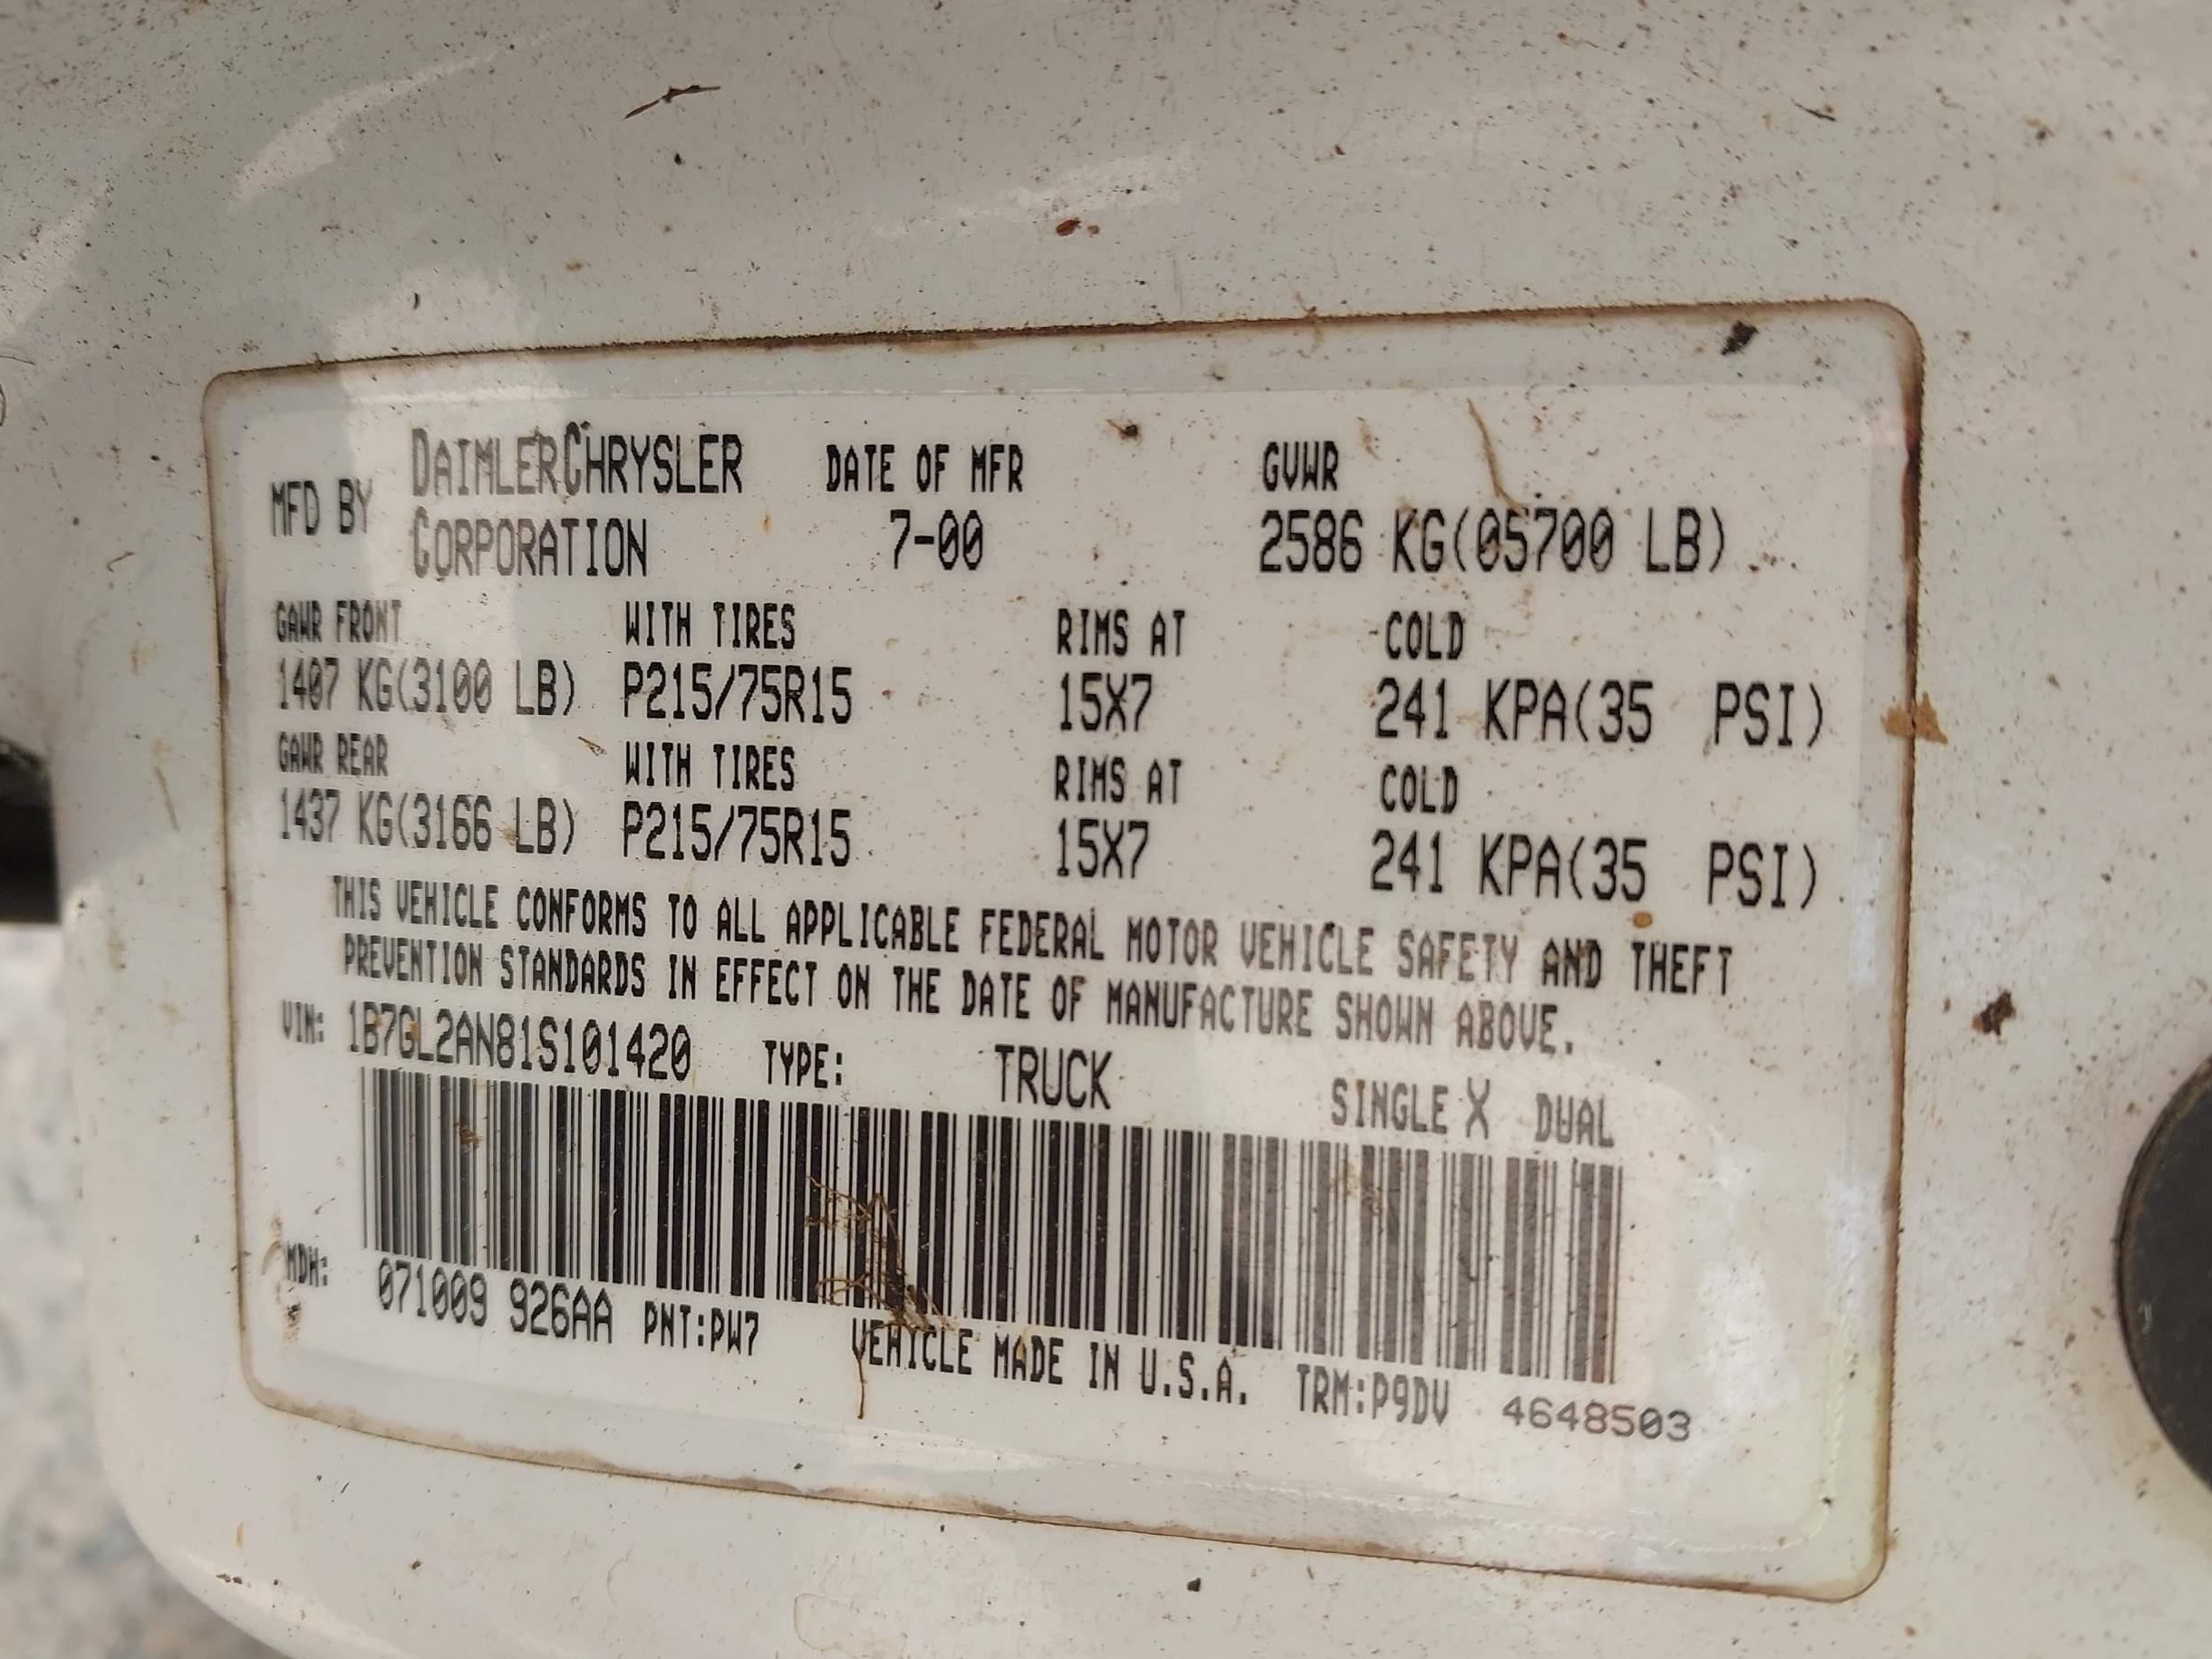 MFD BY DAIMLERCHRYSLER CORPORATION DATE OF MFR 7-00 GVWR 2586 KG(05700 LB)
GAWR FRONT WITH TIRES RIMS AT COLD
1407 KG(3100 LB) P215/75R15 15X7 241 KPA(35 PSI)
GAWR REAR WITH TIRES RIMS AT COLD
1437 KG(3166 LB) P215/75R15 15X7 241 KPA(35 PSI)
THIS VEHICLE CONFORMS TO ALL APPLICABLE FEDERAL MOTOR VEHICLE SAFETY AND THEFT
PREVENTION STANDARDS IN EFFECT ON THE DATE OF MANUFACTURE SHOWN ABOVE.
VIN: 1B7GL2AN81S101420 TYPE: TRUCK SINGLE X DUAL
MDH: 071009 926AA PNT:PW7 VEHICLE MADE IN U.S.A. TRM:P9DV 4648503